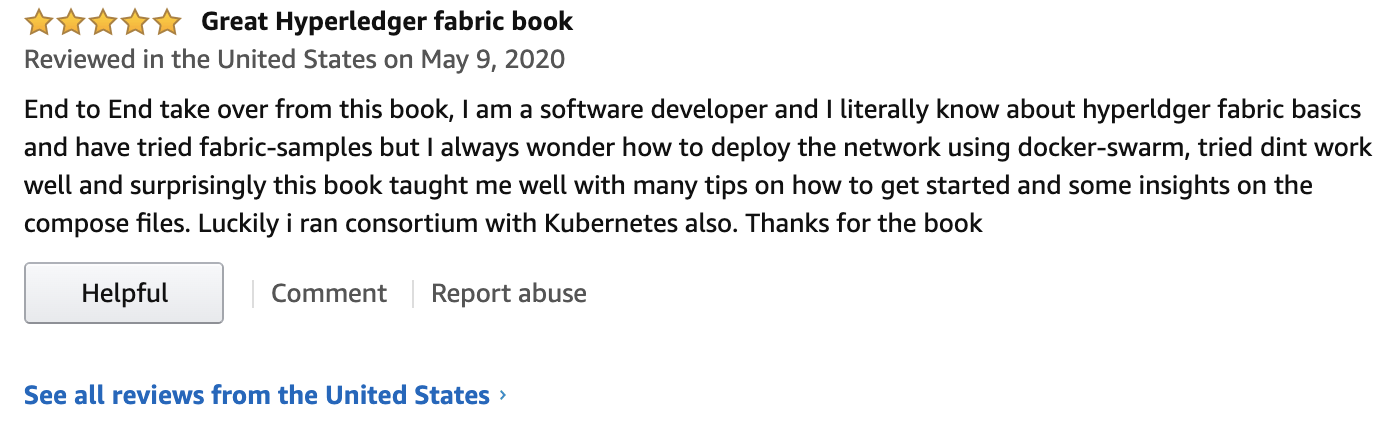 Great Hyperledger fabric book
Reviewed in the United States on May 9, 2020
End to End take over from this book, I am a software developer and I literally know about hyperldger fabric basics
and have tried fabric-samples but I always wonder how to deploy the network using docker-swarm, tried dint work
well and surprisingly this book taught me well with many tips on how to get started and some insights on the
compose files. Luckily i ran consortium with Kubernetes also. Thanks for the book
Helpful Comment Report abuse
See all reviews from the United States ›